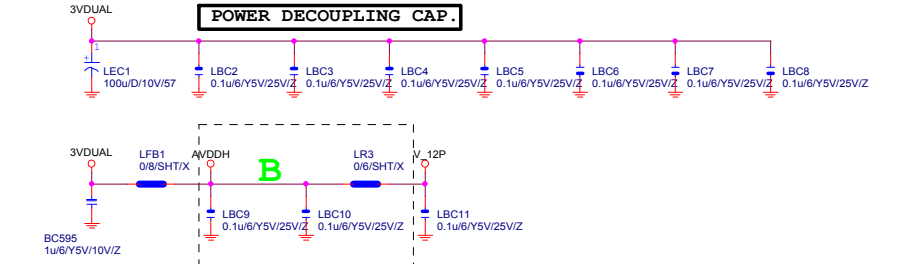 3VDUAL
POWER DECOUPLING CAP.
1
+
LEC1
100u/D/10V/57
LBC2
0.1u/6/Y5V/25V/Z
LBC3
0.1u/6/Y5V/25V/Z
LBC4
0.1u/6/Y5V/25V/Z
LBC5
0.1u/6/Y5V/25V/Z
LBC6
0.1u/6/Y5V/25V/Z
LBC7
0.1u/6/Y5V/25V/Z
LBC8
0.1u/6/Y5V/25V/Z
3VDUAL
LFB1
0/8/SHT/X
AVDDH
B
LR3
0/6/SHT/X
V_12P
LBC9
0.1u/6/Y5V/25V/Z
LBC10
0.1u/6/Y5V/25V/Z
LBC11
0.1u/6/Y5V/25V/Z
BC595
1u/6/Y5V/10V/Z